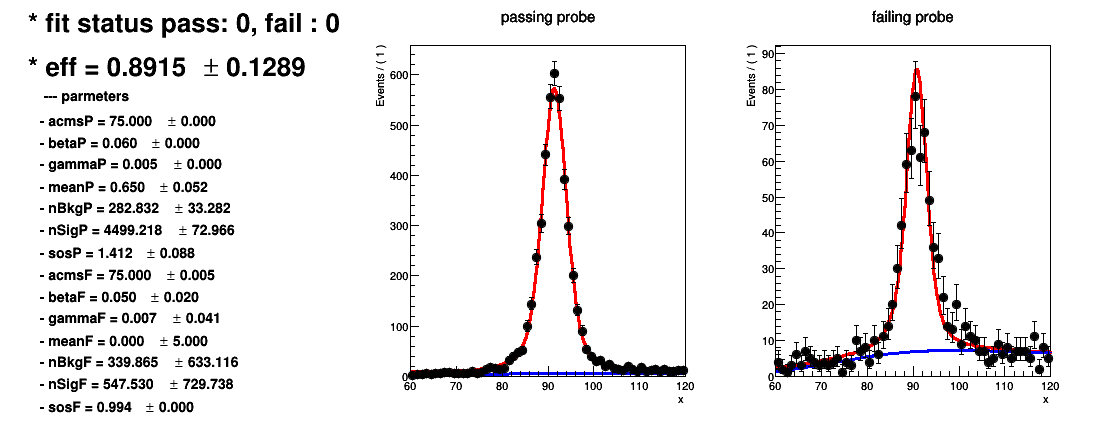 * fit status pass: 0, fail : 0
* eff = 0.8915 ± 0.1289
--- parmeters
- acmsP = 75.000 ± 0.000
- betaP = 0.060 ± 0.000
- gammaP = 0.005 ± 0.000
- meanP = 0.650 ± 0.052
- nBkgP = 282.832 ± 33.282
- nSigP = 4499.218 ± 72.966
- sosP = 1.412 ± 0.088
- acmsF = 75.000 ± 0.005
- betaF = 0.050 ± 0.020
- gammaF = 0.007 ± 0.041
- meanF = 0.000 ± 5.000
- nBkgF = 339.865 ± 633.116
- nSigF = 547.530 ± 729.738
- sosF = 0.994 ± 0.000
passing probe
Events / ( 1 )
600
500
400
300
200
100
0
60 70 80 90 100 110 120
x
failing probe
Events / ( 1 )
90
80
70
60
50
40
30
20
10
0
60 70 80 90 100 110 120
x